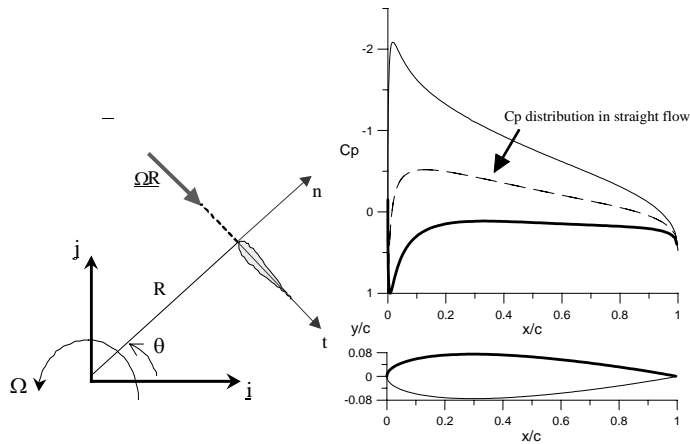 ΩR
n
j
R
θ
t
Ω
i
-2
-1
Cp
0
1
Cp distribution in straight flow
0 0.2 0.4 0.6 0.8 1
x/c
y/c
0.08
0
-0.08
0 0.2 0.4 0.6 0.8 1
x/c